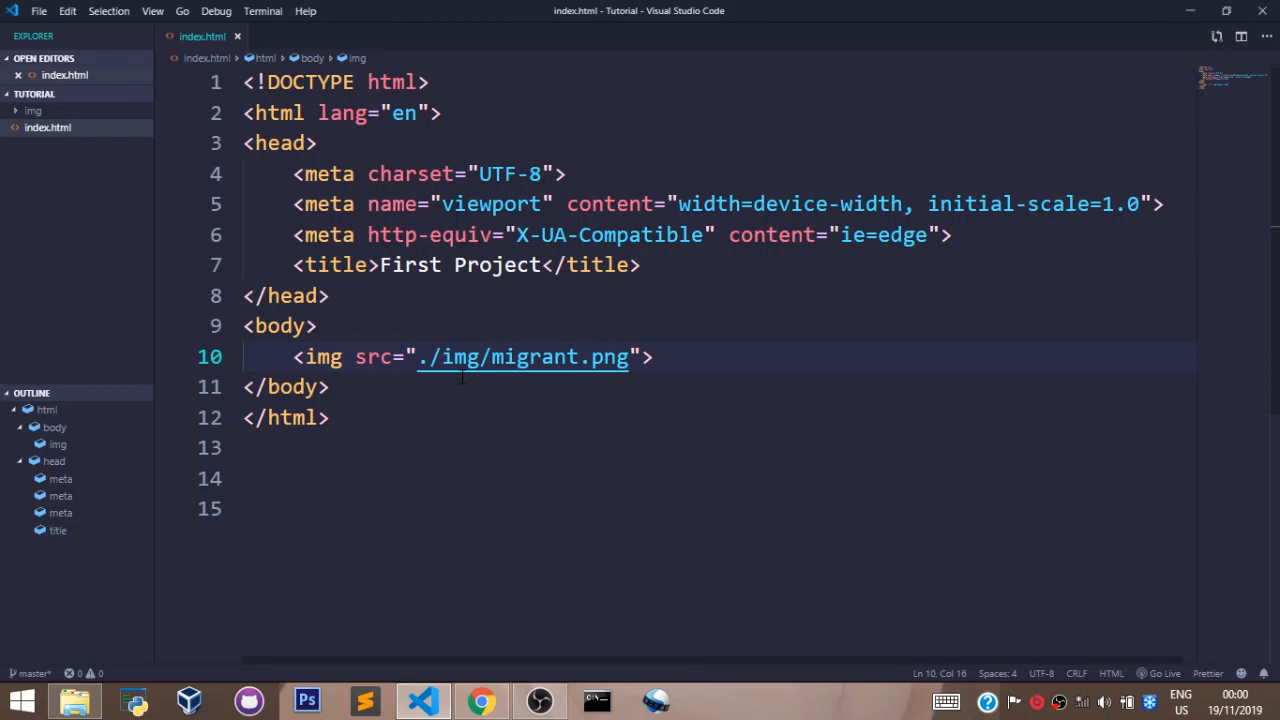 File Edit Selection View Go Debug Terminal Help
index.html - Tutorial - Visual Studio Code
EXPLORER
OPEN EDITORS
index.html
TUTORIAL
img
index.html
OUTLINE
html
body
img
head
meta
meta
meta
title
index.html
index.html › html › body › img
1 <!DOCTYPE html>
2 <html lang="en">
3 <head>
4 <meta charset="UTF-8">
5 <meta name="viewport" content="width=device-width, initial-scale=1.0">
6 <meta http-equiv="X-UA-Compatible" content="ie=edge">
7 <title>First Project</title>
8 </head>
9 <body>
10 <img src="./img/migrant.png">
11 </body>
12 </html>
13
14
15
master* 0 0
Ln 10, Col 16 Spaces: 4 UTF-8 CRLF HTML Go Live Prettier
Ps
ENG
US
00:00
19/11/2019